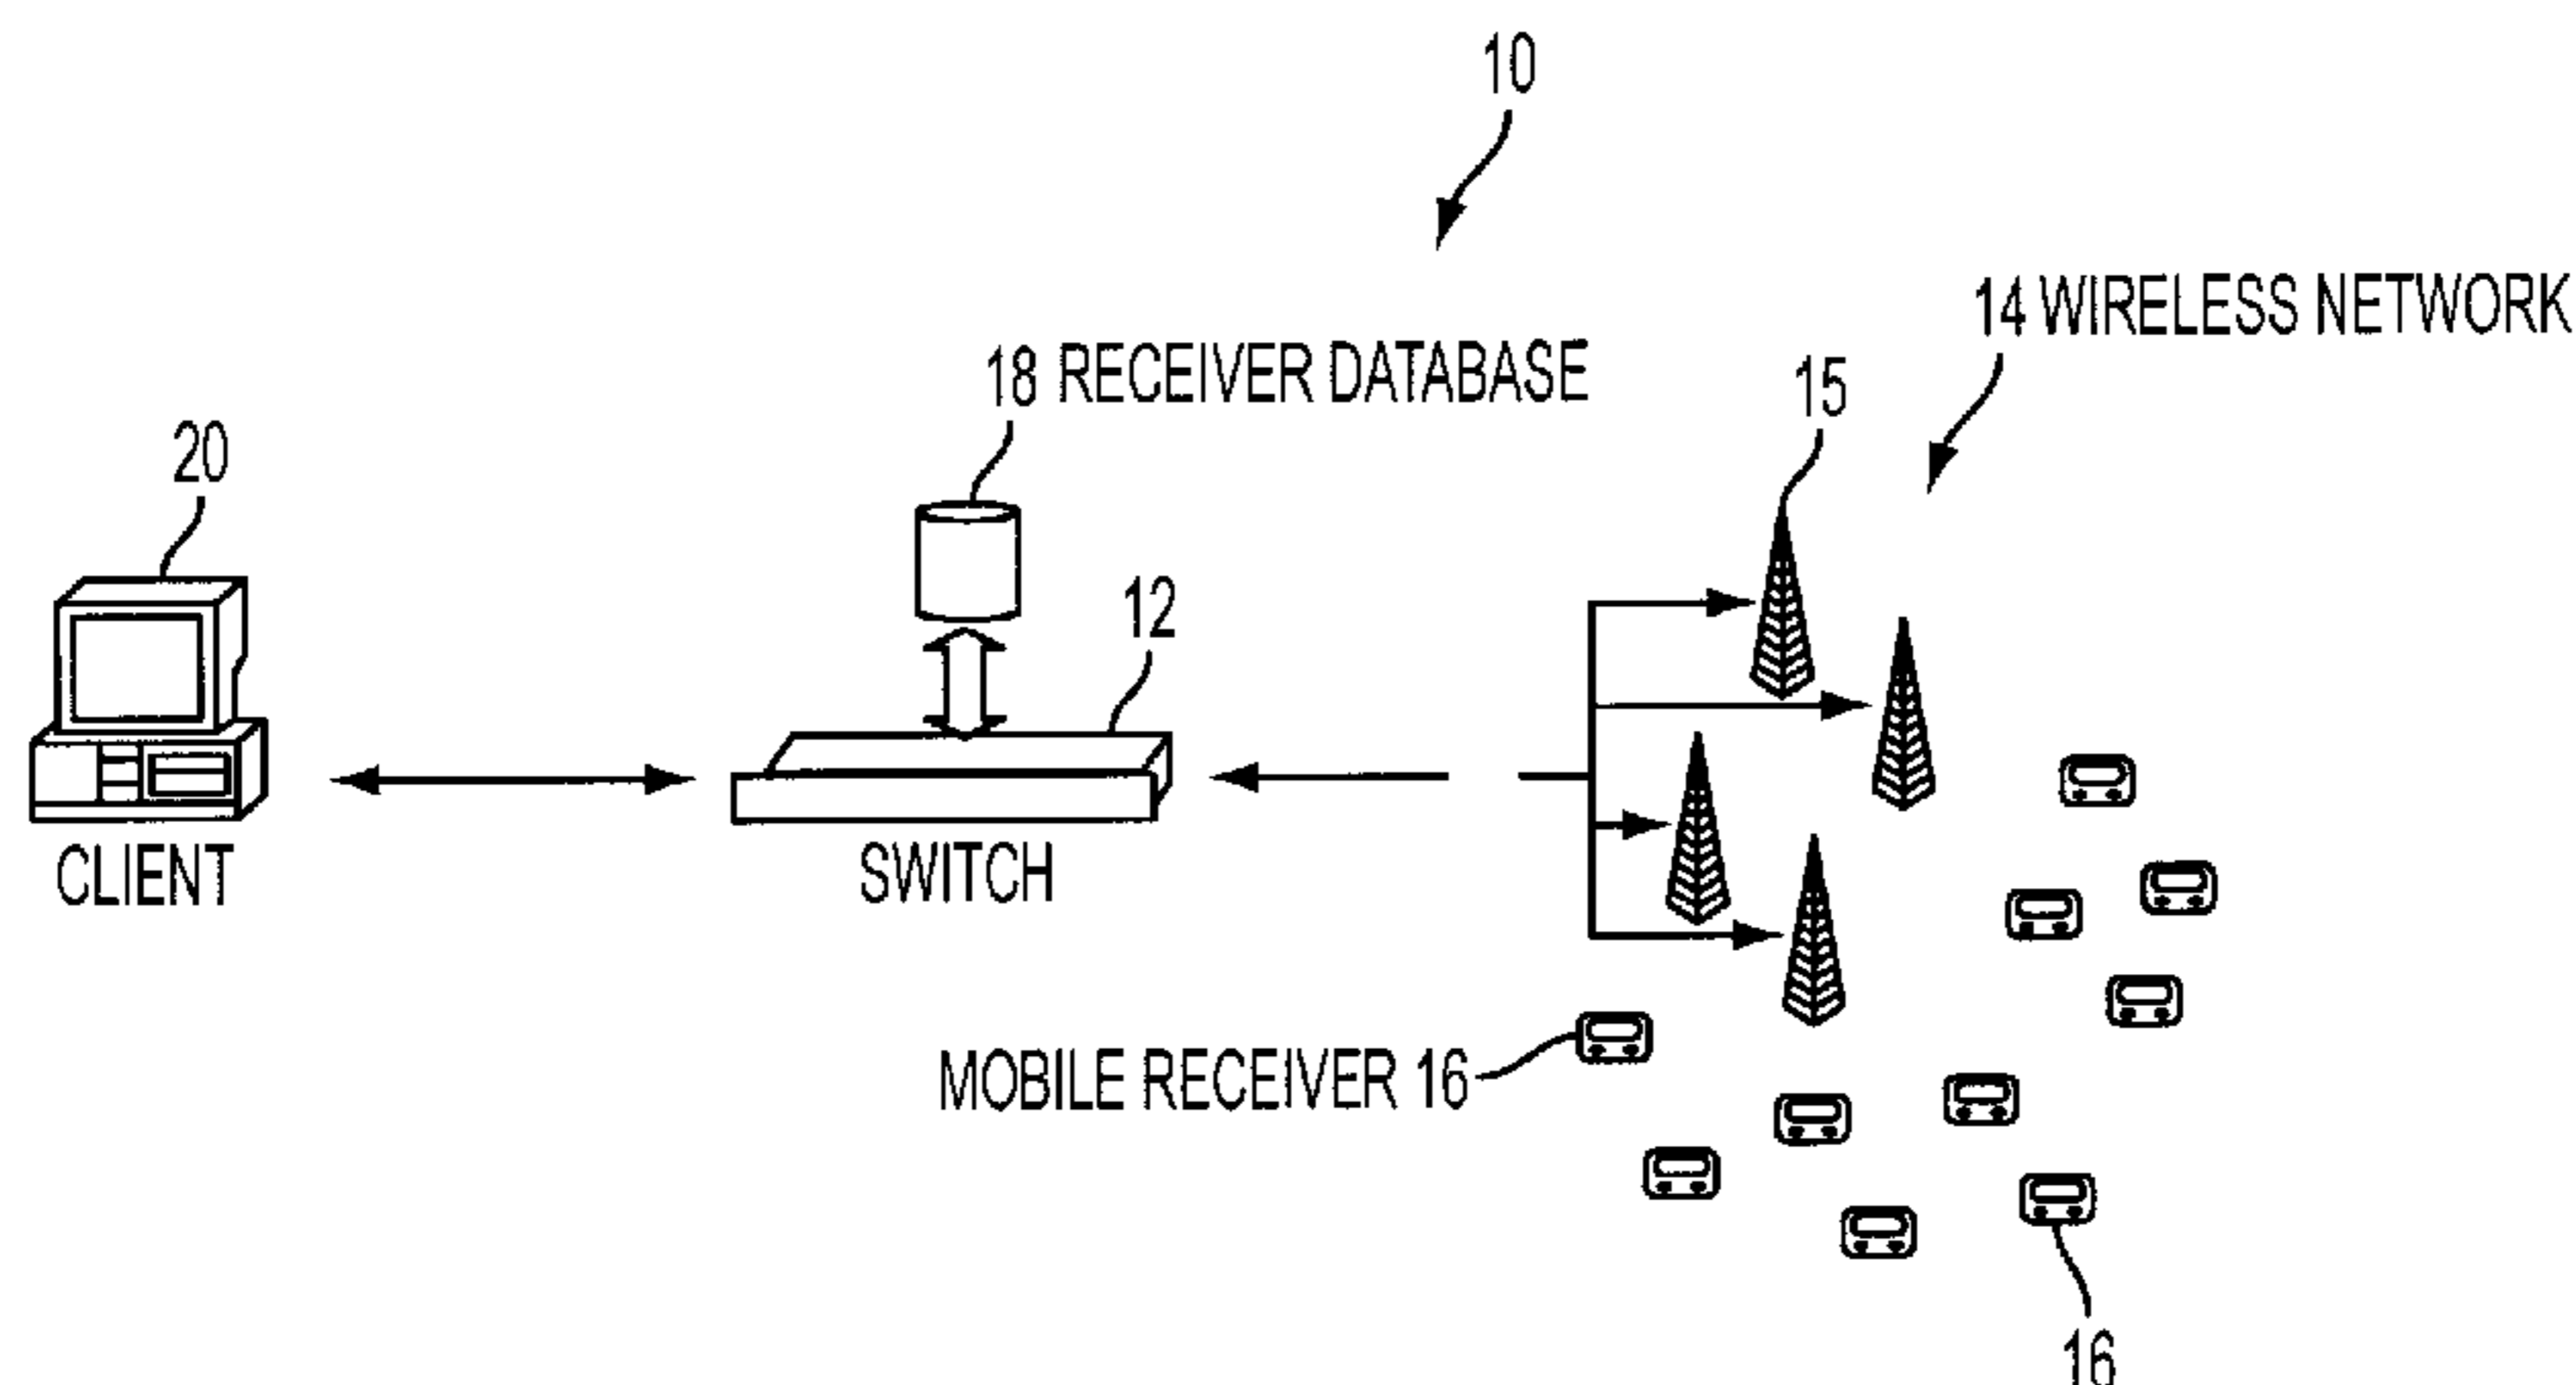 10
14 WIRELESS NETWORK
18 RECEIVER DATABASE
15
20
12
CLIENT
SWITCH
MOBILE RECEIVER 16
16